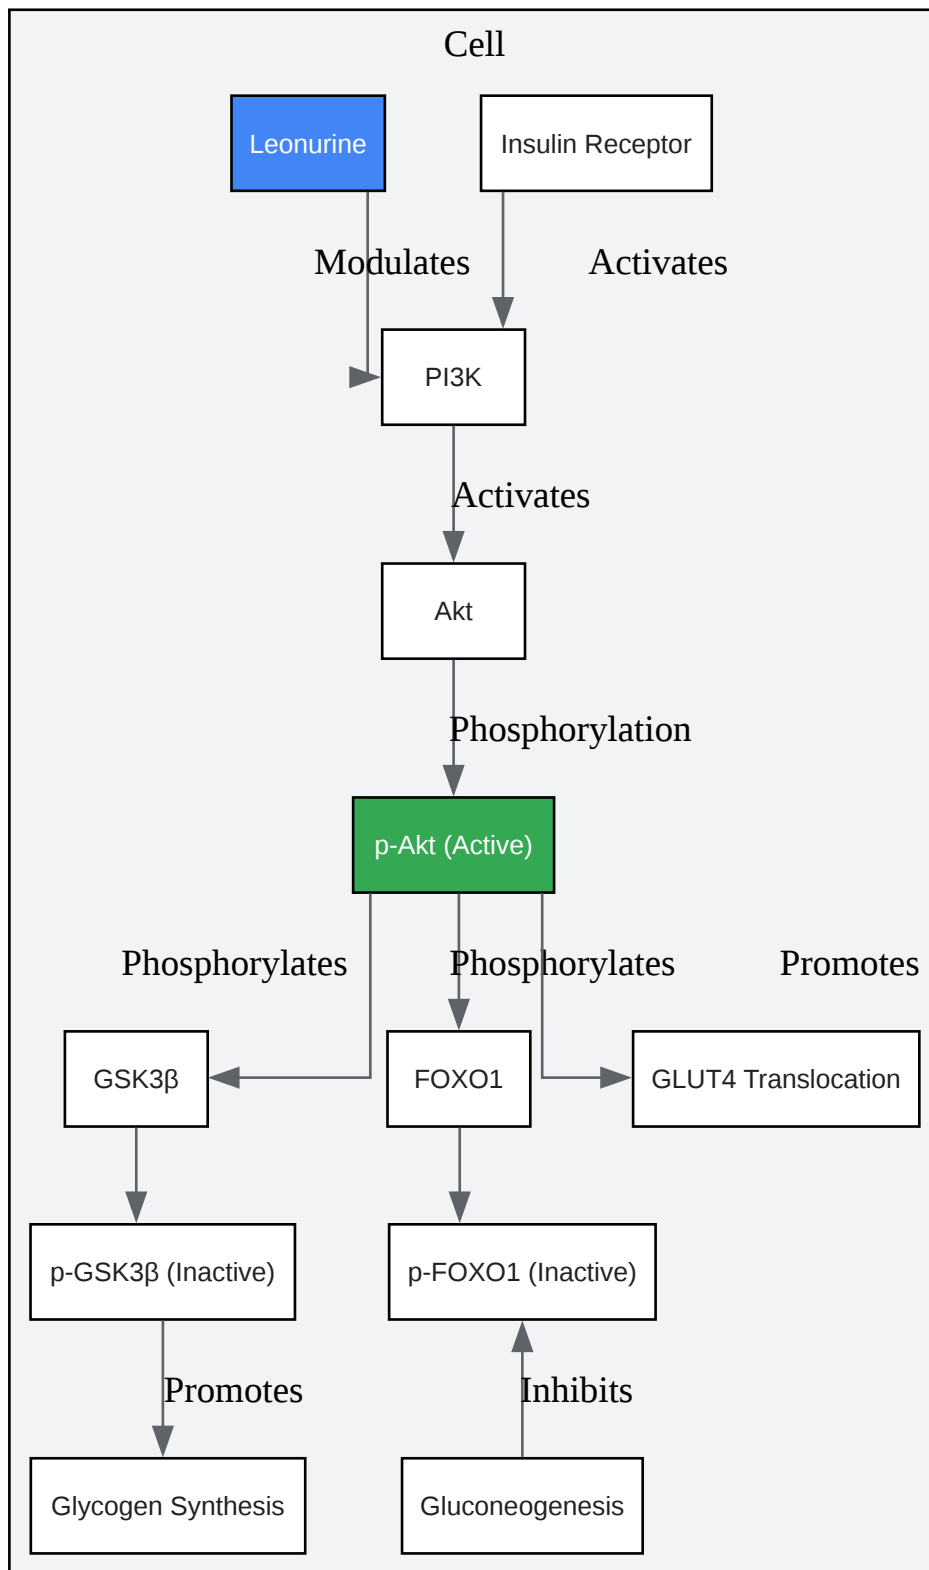 Cell
Leonurine
Insulin Receptor
Modulates
Activates
PI3K
Activates
Akt
Phosphorylation
p-Akt (Active)
Phosphorylates
Phosphorylates
Promotes
GSK3β
FOXO1
GLUT4 Translocation
p-GSK3β (Inactive)
p-FOXO1 (Inactive)
Promotes
Inhibits
Glycogen Synthesis
Gluconeogenesis